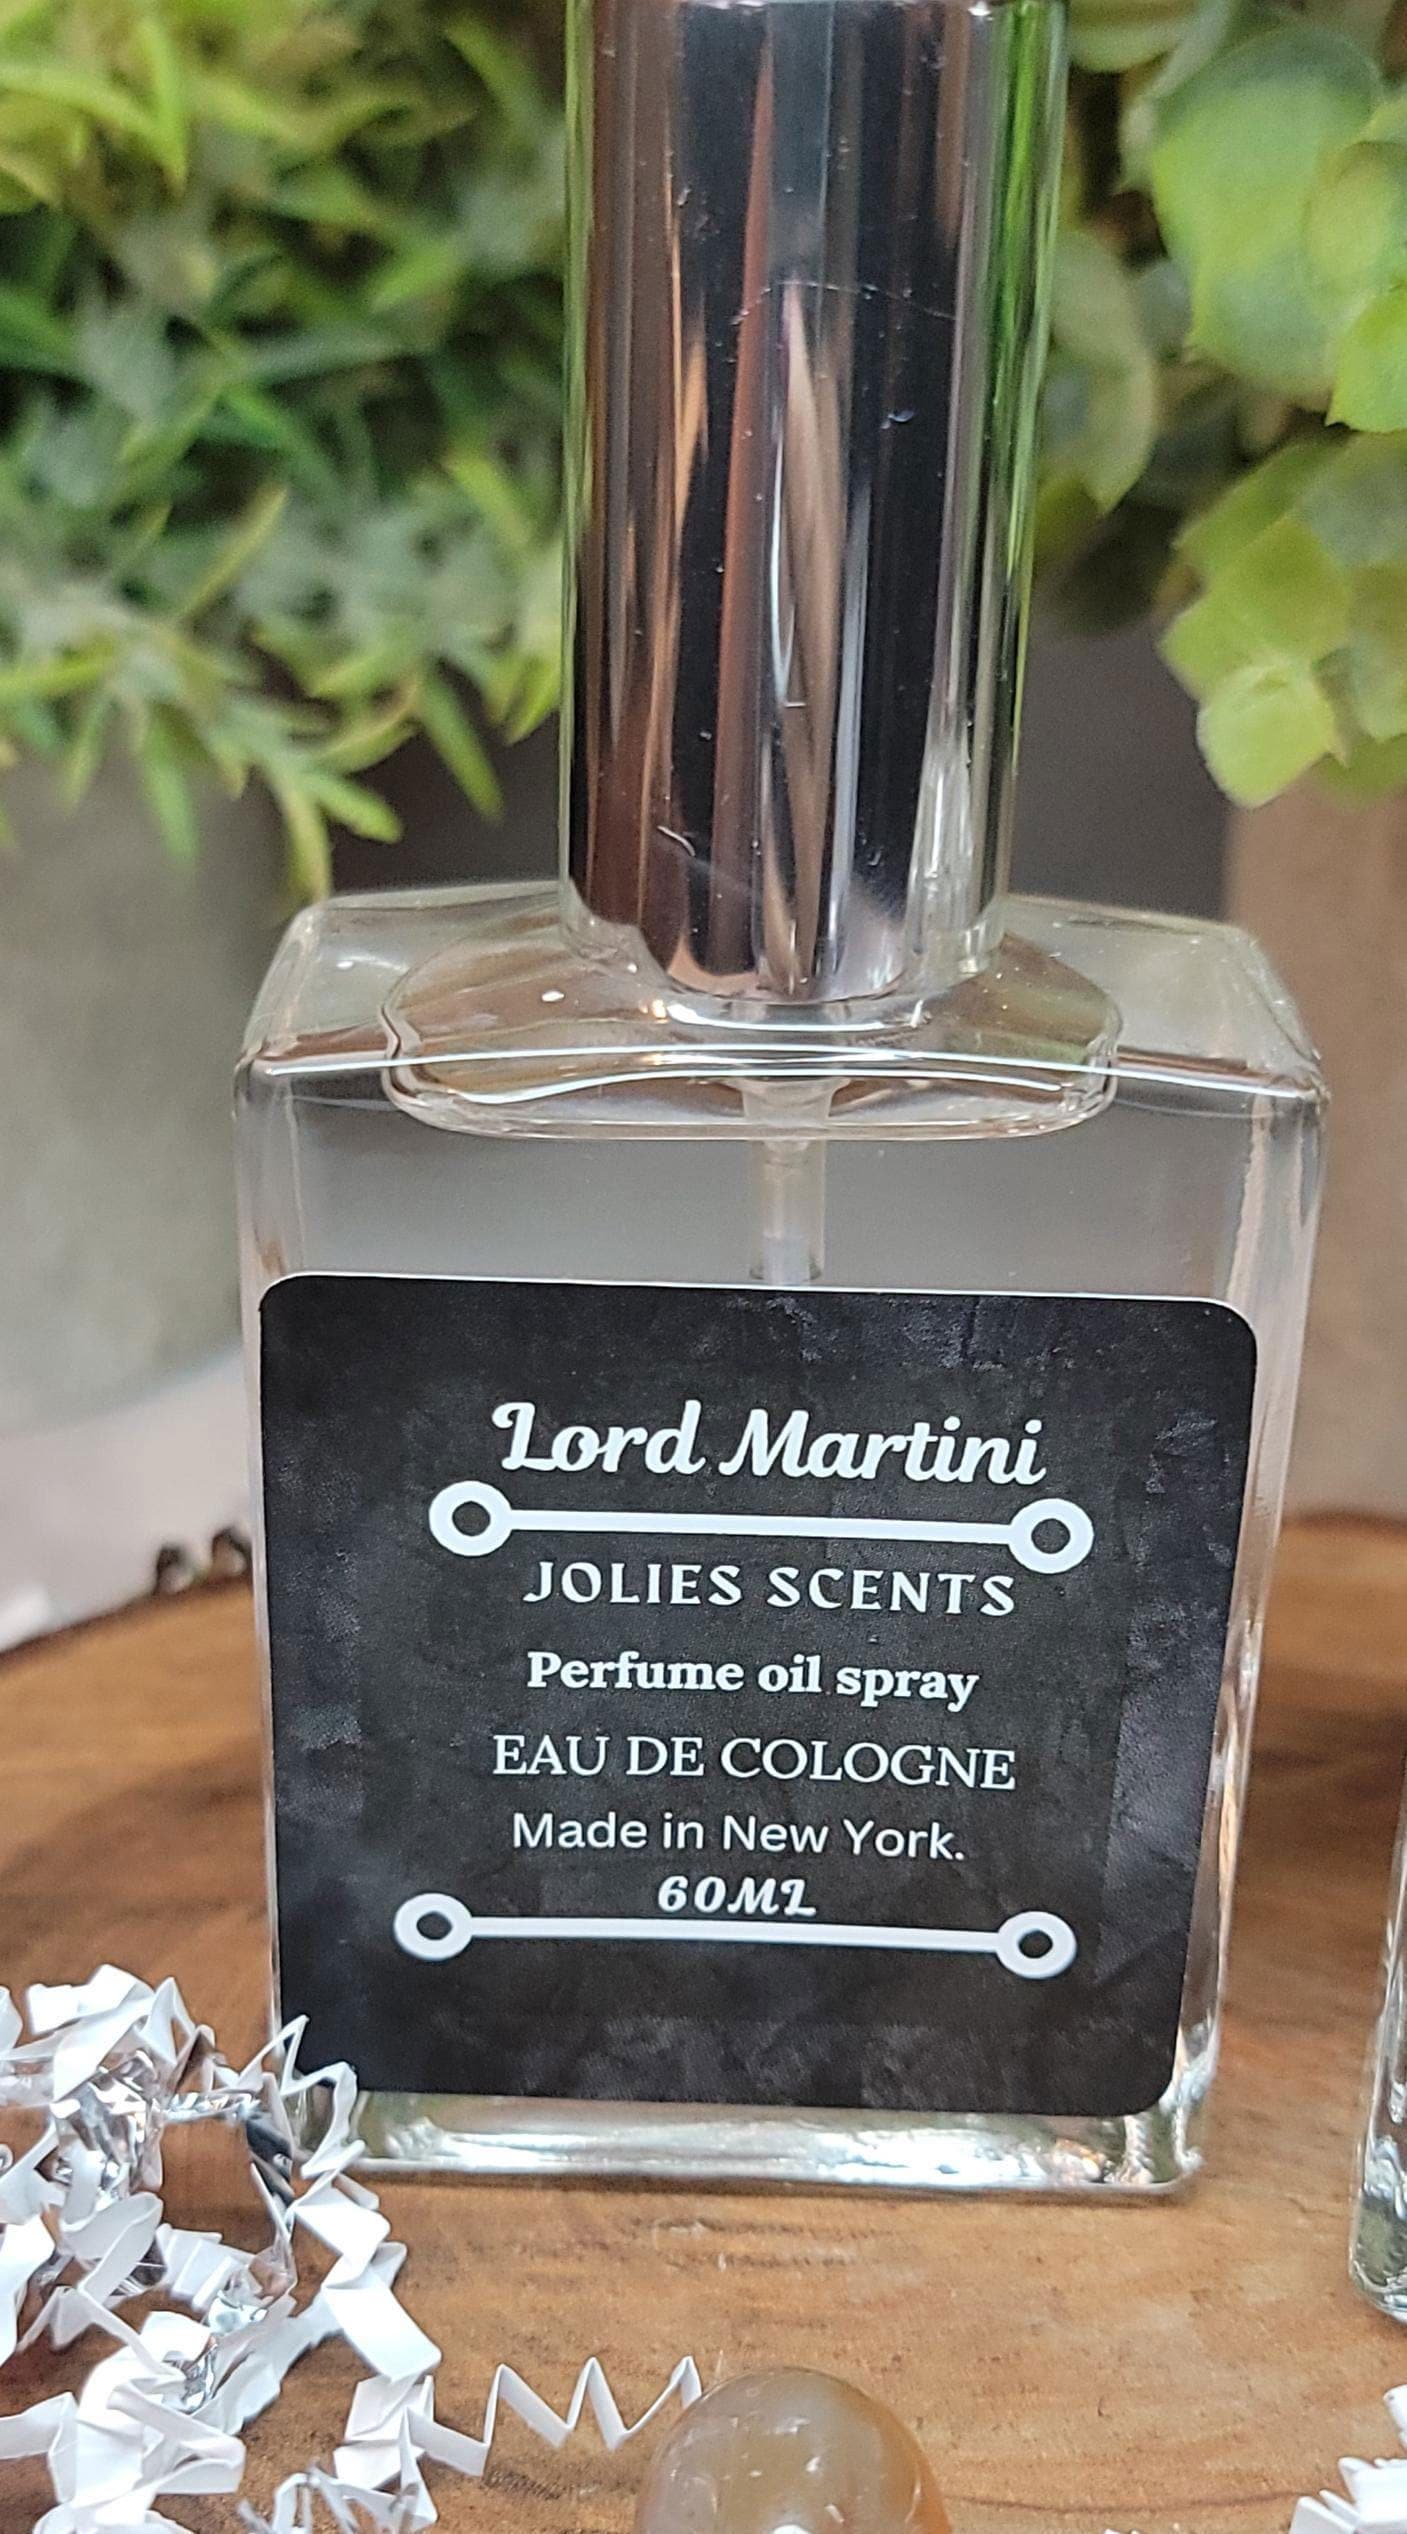 Lord Martini
JOLIES SCENTS
Perfume oil spray
EAU DE COLOGNE
Made in New York.
60ML